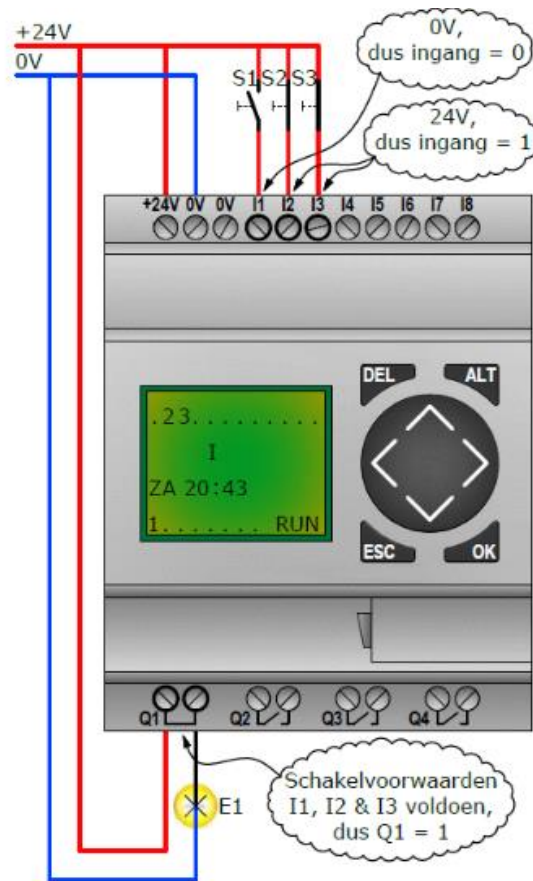 +24V
0V
S1 S2 S3
0V,
dus ingang = 0
24V,
dus ingang = 1
+24V 0V 0V I1 I2 I3 I4 I5 I6 I7 I8
DEL ALT
.23.........
I
ZA 20:43
1....... RUN
ESC OK
Q1 Q2 Q3 Q4
E1
Schakelvoorwaarden
I1, I2 & I3 voldoen,
dus Q1 = 1